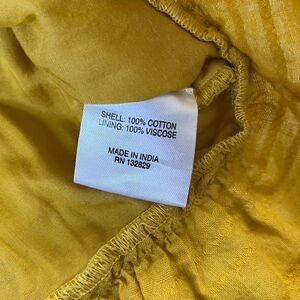 SHELL: 100% COTTON
LINING: 100% VISCOSE
MADE IN INDIA
RN 132829